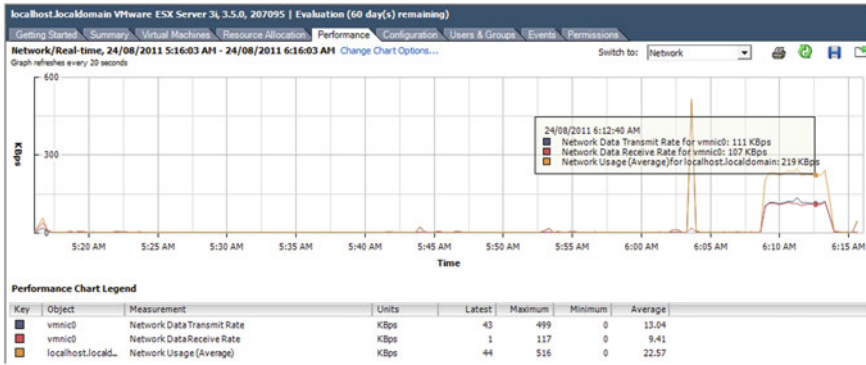 localhost.localdomain VMware ESX Server 3i, 3.5.0, 207095 | Evaluation (60 day(s) remaining)
Getting Started Summary Virtual Machines Resource Allocation Performance Configuration Users & Groups Events Permissions
Network/Real-time, 24/08/2011 5:16:03 AM - 24/08/2011 6:16:03 AM Change Chart Options... Switch to: Network
Graph refreshes every 20 seconds
600
24/08/2011 6:12:40 AM
Network Data Transmit Rate for vmnic0: 111 KBps
Network Data Receive Rate for vmnic0: 107 KBps
Network Usage (Average)for localhost.localdomain: 219 KBps
KBps
300
0
5:20 AM 5:25 AM 5:30 AM 5:35 AM 5:40 AM 5:45 AM 5:50 AM 5:55 AM 6:00 AM 6:05 AM 6:10 AM 6:15 AM
Time
Performance Chart Legend
Key Object Measurement Units Latest Maximum Minimum Average
vmnic0 Network Data Transmit Rate KBps 43 499 0 13.04
vmnic0 Network Data Receive Rate KBps 1 117 0 9.41
localhost.locald... Network Usage (Average) KBps 44 516 0 22.57